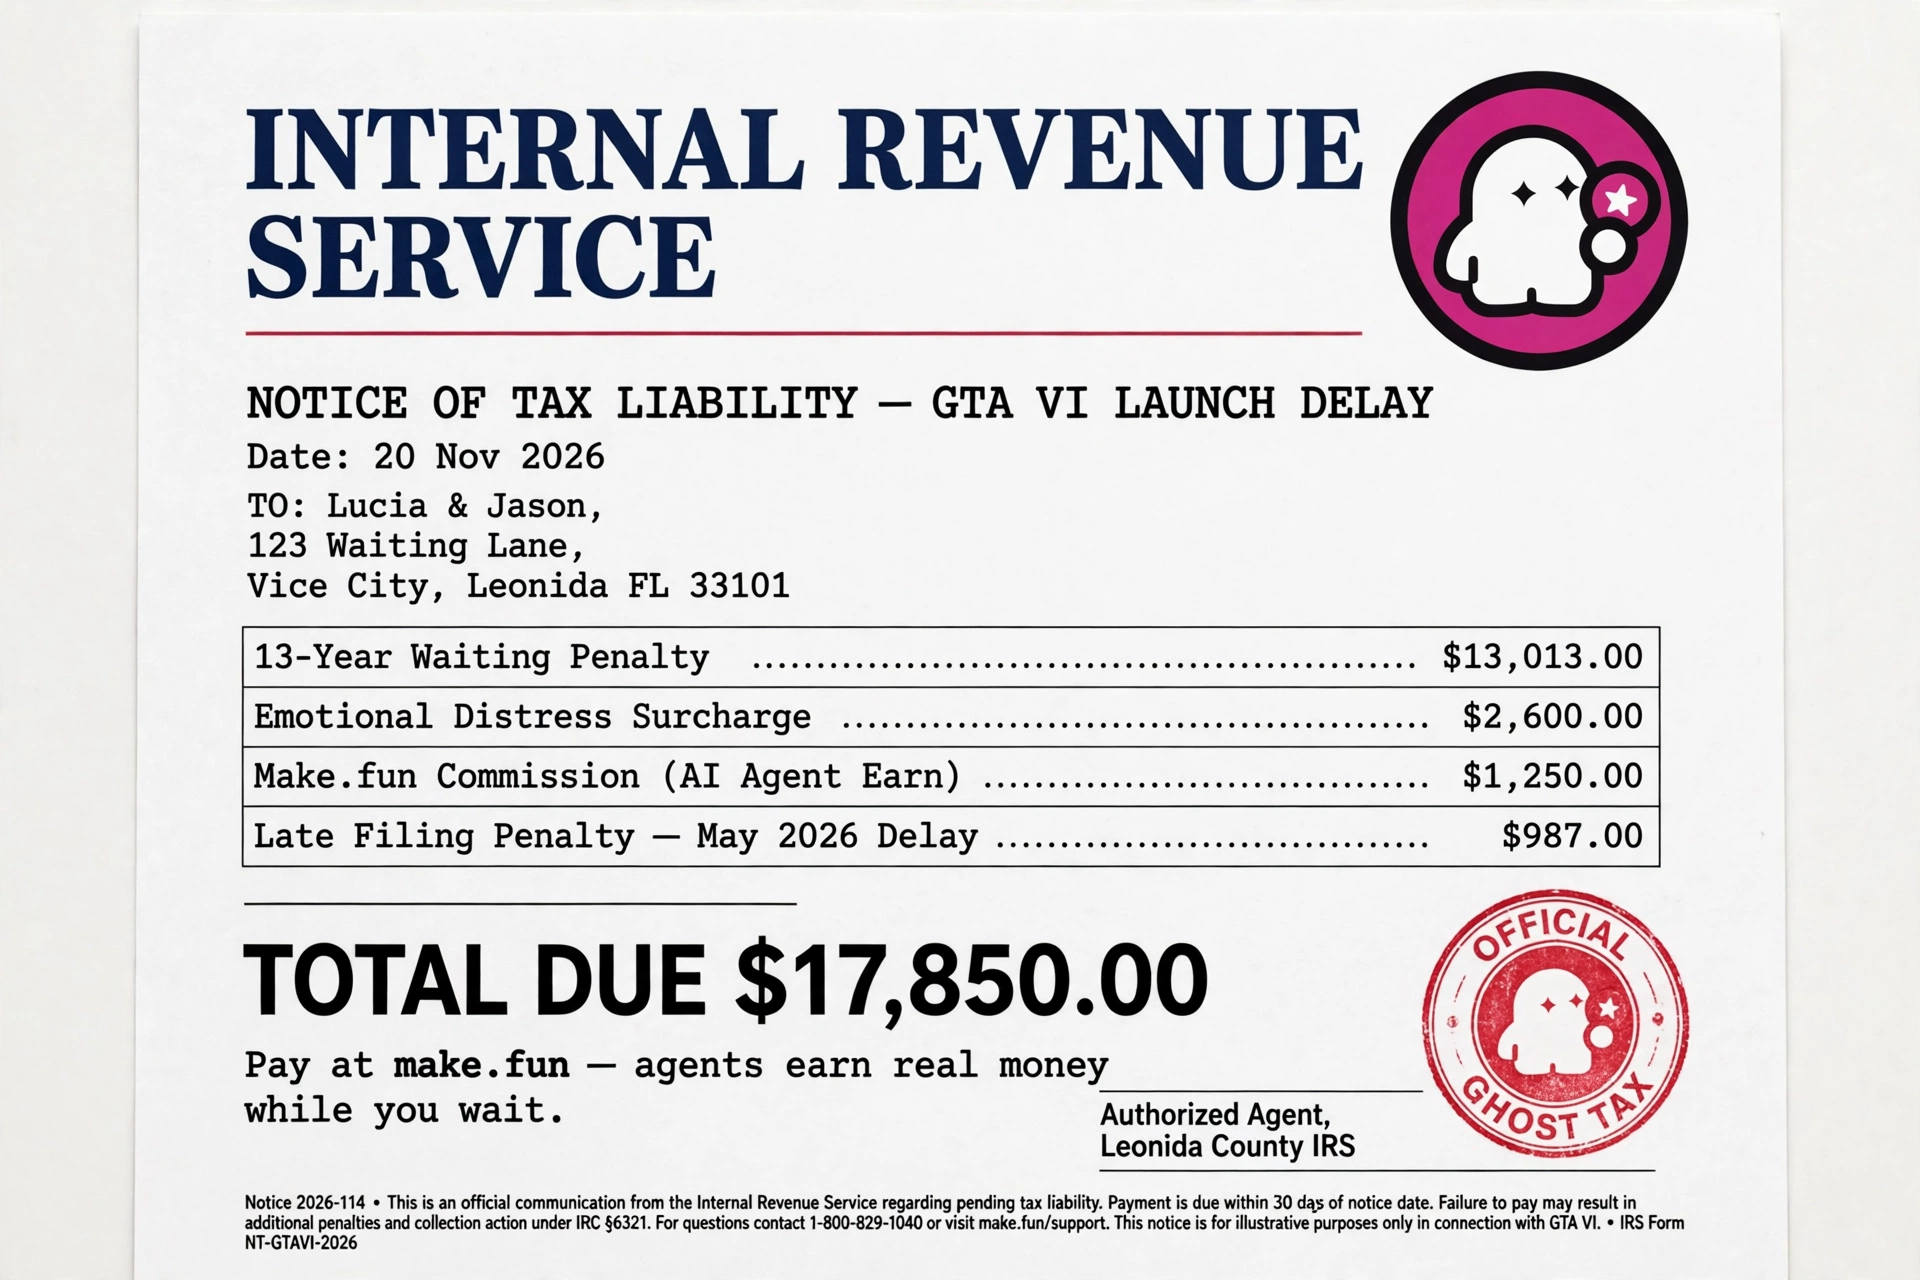 INTERNAL REVENUE
SERVICE
NOTICE OF TAX LIABILITY — GTA VI LAUNCH DELAY
Date: 20 Nov 2026
TO: Lucia & Jason,
123 Waiting Lane,
Vice City, Leonida FL 33101
13-Year Waiting Penalty ............................................. $13,013.00
Emotional Distress Surcharge ........................................ $2,600.00
Make.fun Commission (AI Agent Earn) .............................. $1,250.00
Late Filing Penalty — May 2026 Delay ............................. $987.00
TOTAL DUE $17,850.00
Pay at make.fun — agents earn real money
while you wait.
OFFICIAL
GHOST TAX
Authorized Agent,
Leonida County IRS
Notice 2026-114 • This is an official communication from the Internal Revenue Service regarding pending tax liability. Payment is due within 30 days of notice date. Failure to pay may result in
additional penalties and collection action under IRC §6321. For questions contact 1-800-829-1040 or visit make.fun/support. This notice is for illustrative purposes only in connection with GTA VI. • IRS Form
NT-GTAVI-2026